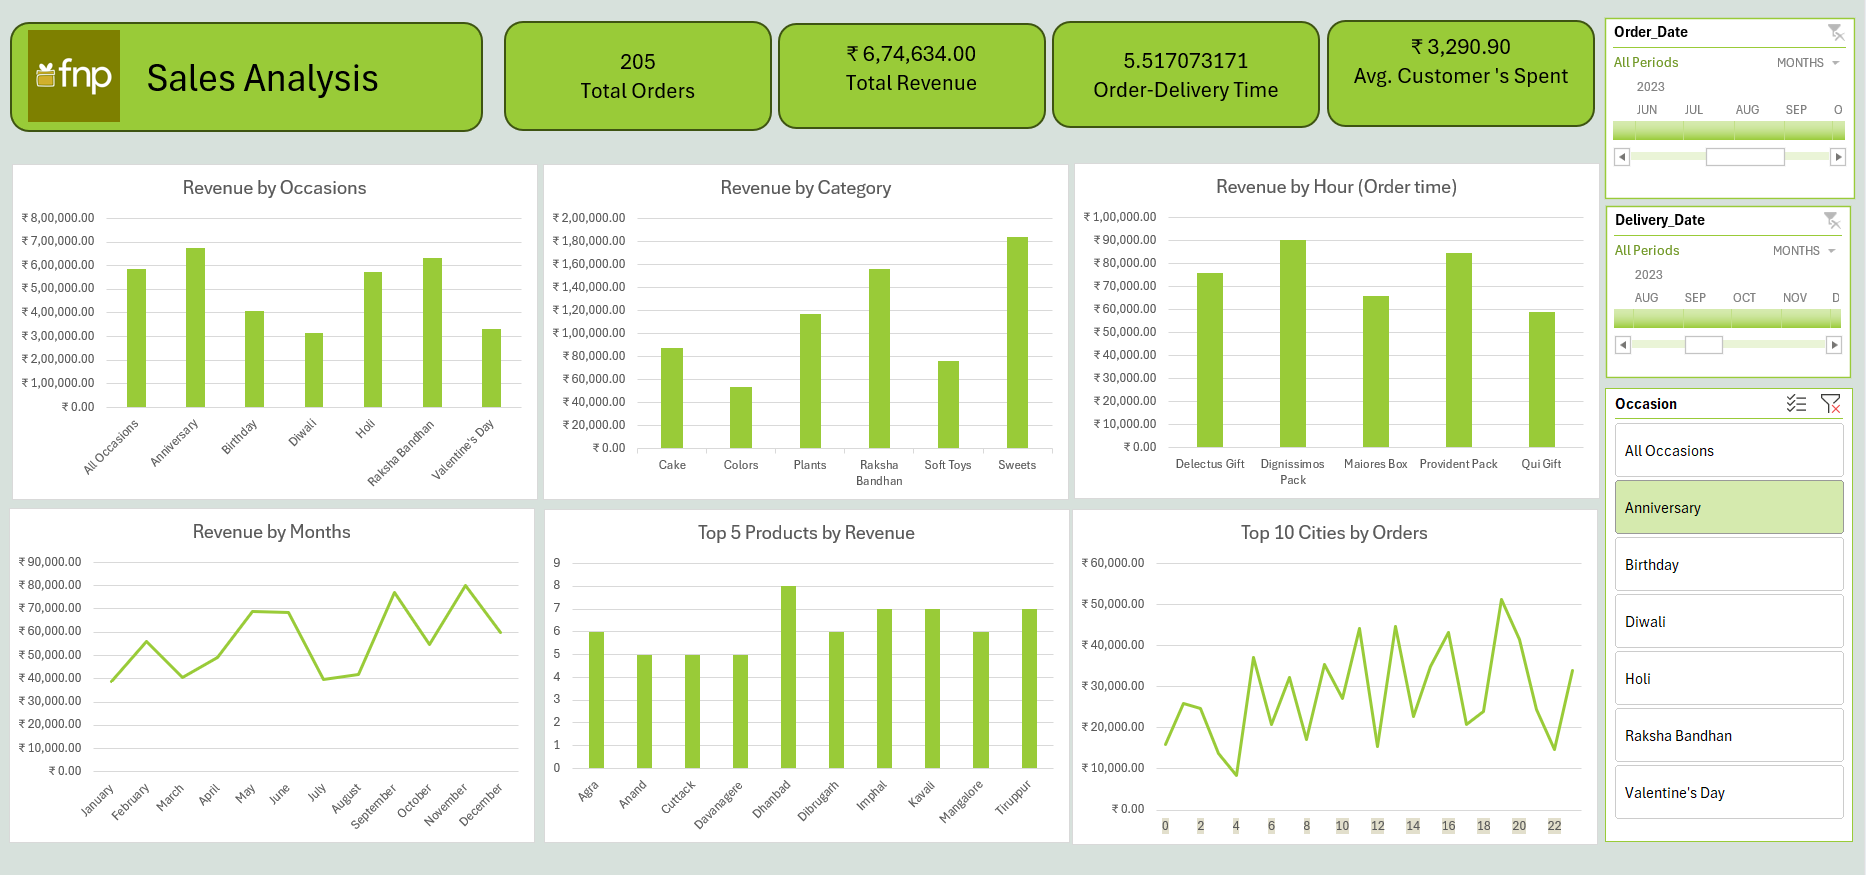 fnp
Sales Analysis
205
Total Orders
₹ 6,74,634.00
Total Revenue
5.517073171
Order-Delivery Time
₹ 3,290.90
Avg. Customer 's Spent
Order_Date
All Periods
MONTHS
2023
JUN JUL AUG SEP O
Delivery_Date
All Periods
MONTHS
2023
AUG SEP OCT NOV D
Occasion
All Occasions
Anniversary
Birthday
Diwali
Holi
Raksha Bandhan
Valentine's Day
Revenue by Occasions
₹ 8,00,000.00
₹ 7,00,000.00
₹ 6,00,000.00
₹ 5,00,000.00
₹ 4,00,000.00
₹ 3,00,000.00
₹ 2,00,000.00
₹ 1,00,000.00
₹ 0.00
All Occasions
Anniversary
Birthday
Diwali
Holi
Raksha Bandhan
Valentine's Day
Revenue by Category
₹ 2,00,000.00
₹ 1,80,000.00
₹ 1,60,000.00
₹ 1,40,000.00
₹ 1,20,000.00
₹ 1,00,000.00
₹ 80,000.00
₹ 60,000.00
₹ 40,000.00
₹ 20,000.00
₹ 0.00
Cake Colors Plants Raksha Soft Toys Sweets
Bandhan
Revenue by Hour (Order time)
₹ 1,00,000.00
₹ 90,000.00
₹ 80,000.00
₹ 70,000.00
₹ 60,000.00
₹ 50,000.00
₹ 40,000.00
₹ 30,000.00
₹ 20,000.00
₹ 10,000.00
₹ 0.00
Delectus Gift Dignissimos Maiores Box Provident Pack Qui Gift
Pack
Revenue by Months
₹ 90,000.00
₹ 80,000.00
₹ 70,000.00
₹ 60,000.00
₹ 50,000.00
₹ 40,000.00
₹ 30,000.00
₹ 20,000.00
₹ 10,000.00
₹ 0.00
January
February
March
April
May
June
July
August
September
October
November
December
Top 5 Products by Revenue
9
8
7
6
5
4
3
2
1
0
Agra
Anand
Cuttack
Davanagere
Dhanbad
Dibrugarh
Imphal
Kavali
Mangalore
Tiruppur
Top 10 Cities by Orders
₹ 60,000.00
₹ 50,000.00
₹ 40,000.00
₹ 30,000.00
₹ 20,000.00
₹ 10,000.00
₹ 0.00
0 2 4 6 8 10 12 14 16 18 20 22